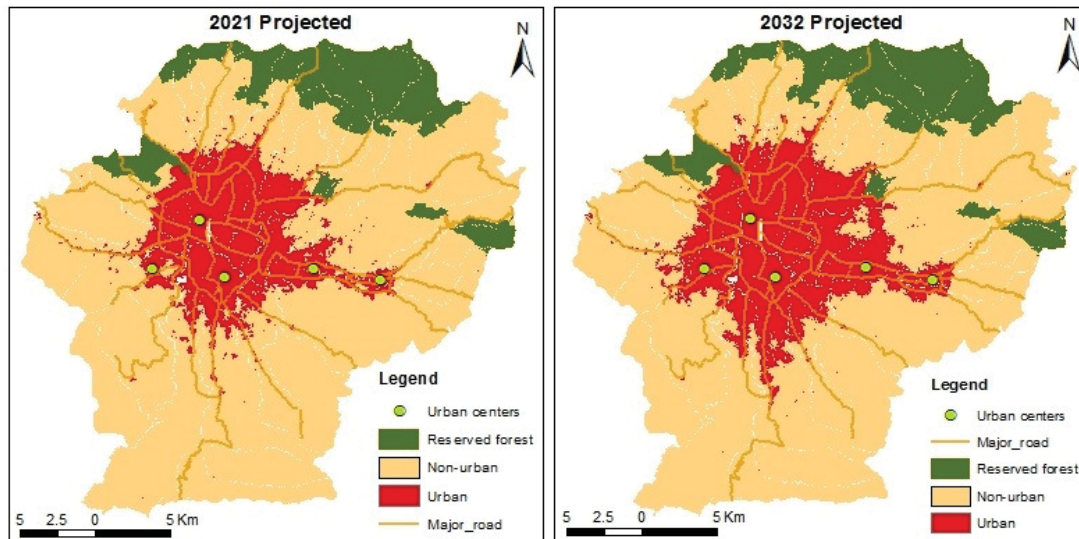 2021 Projected
N
Legend
Urban centers
Reserved forest
Non-urban
Urban
Major_road
5 2.5 0 5 Km
2032 Projected
N
Legend
Urban centers
Major_road
Reserved forest
Non-urban
Urban
5 2.5 0 5 Km